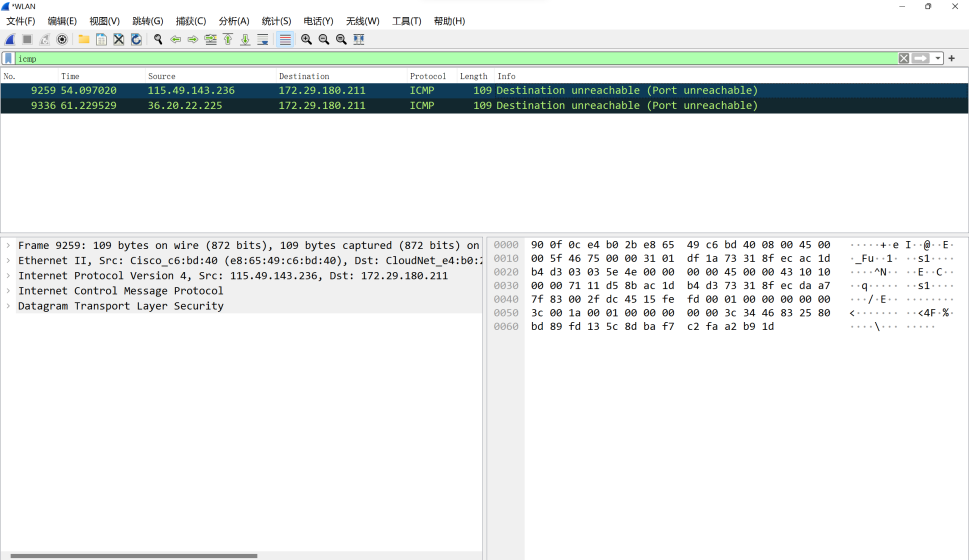 *WLAN
文件(F) 编辑(E) 视图(V) 跳转(G) 捕获(C) 分析(A) 统计(S) 电话(Y) 无线(W) 工具(T) 帮助(H)
icmp
No. Time Source Destination Protocol Length Info
9259 54.097020 115.49.143.236 172.29.180.211 ICMP 109 Destination unreachable (Port unreachable)
9336 61.229529 36.20.22.225 172.29.180.211 ICMP 109 Destination unreachable (Port unreachable)
Frame 9259: 109 bytes on wire (872 bits), 109 bytes captured (872 bits) on
Ethernet II, Src: Cisco_c6:bd:40 (e8:65:49:c6:bd:40), Dst: CloudNet_e4:b0:2
Internet Protocol Version 4, Src: 115.49.143.236, Dst: 172.29.180.211
Internet Control Message Protocol
Datagram Transport Layer Security
0000 90 0f 0c e4 b0 2b e8 65 49 c6 bd 40 08 00 45 00 ·····+·e I··@··E·
0010 00 5f 46 75 00 00 31 01 df 1a 73 31 8f ec ac 1d ·_Fu··1· ··s1····
0020 b4 d3 03 03 5e 4e 00 00 00 00 45 00 00 43 10 10 ····^N·· ··E··C··
0030 00 00 71 11 d5 8b ac 1d b4 d3 73 31 8f ec da a7 ··q····· ··s1····
0040 7f 83 00 2f dc 45 15 fe fd 00 01 00 00 00 00 00 ···/·E·· ········
0050 3c 00 1a 00 01 00 00 00 00 00 3c 34 46 83 25 80 <······· ··<4F·%·
0060 bd 89 fd 13 5c 8d ba f7 c2 fa a2 b9 1d ····\··· ·····